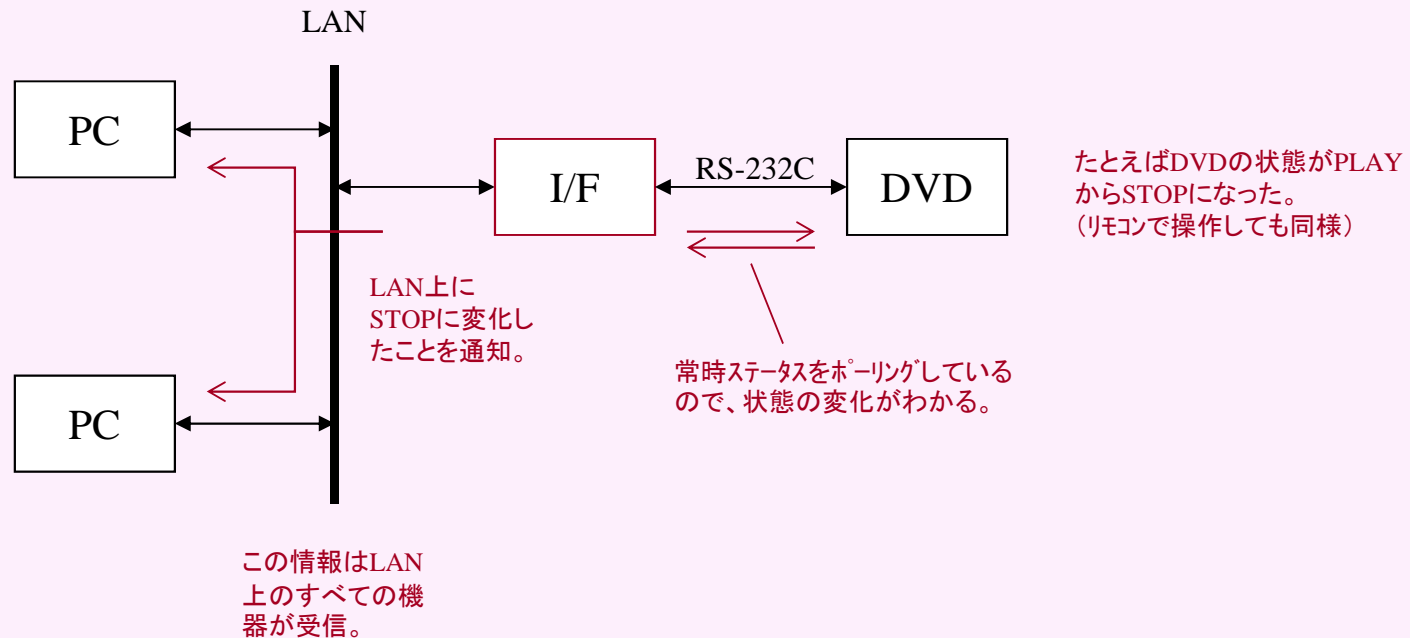 LAN
PC
I/F
RS-232C
DVD
たとえばDVDの状態がPLAY
からSTOPになった。
（ﾘﾓｺﾝで操作しても同様）
LAN上に
STOPに変化し
たことを通知。
常時ｽﾃｰﾀｽをﾎﾟｰﾘﾝｸﾞしている
ので、状態の変化がわかる。
PC
この情報はLAN
上のすべての機
器が受信。